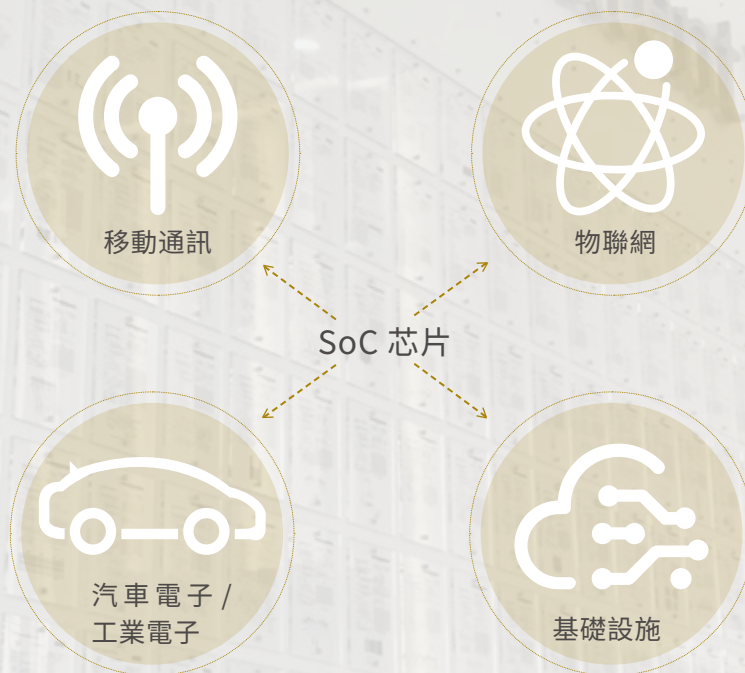 移動通訊
物聯網
SoC 芯片
汽車電子 /
工業電子
基礎設施